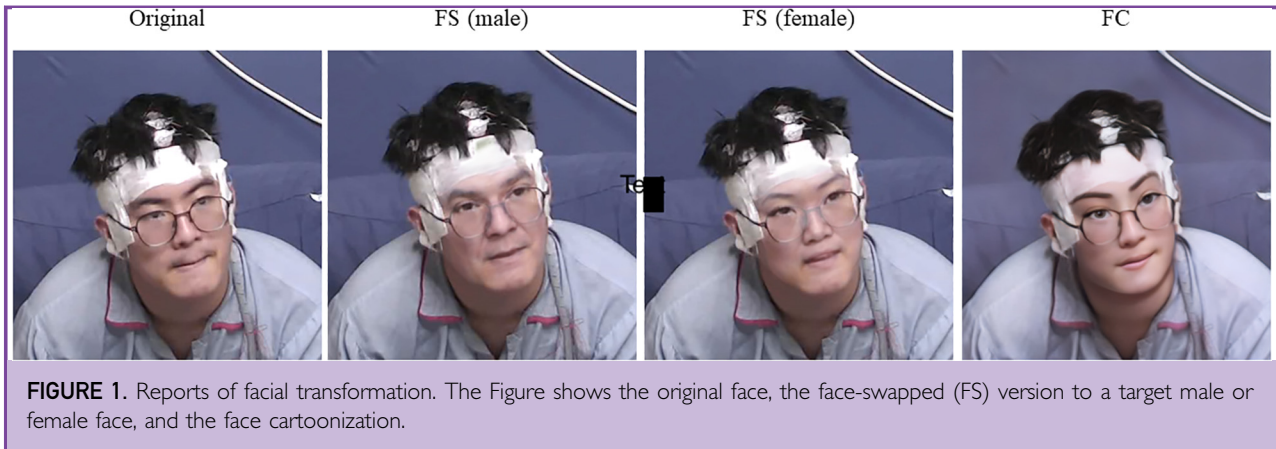 Original
FS (male)
FS (female)
FC
FIGURE 1. Reports of facial transformation. The Figure shows the original face, the face-swapped (FS) version to a target male or
female face, and the face cartoonization.